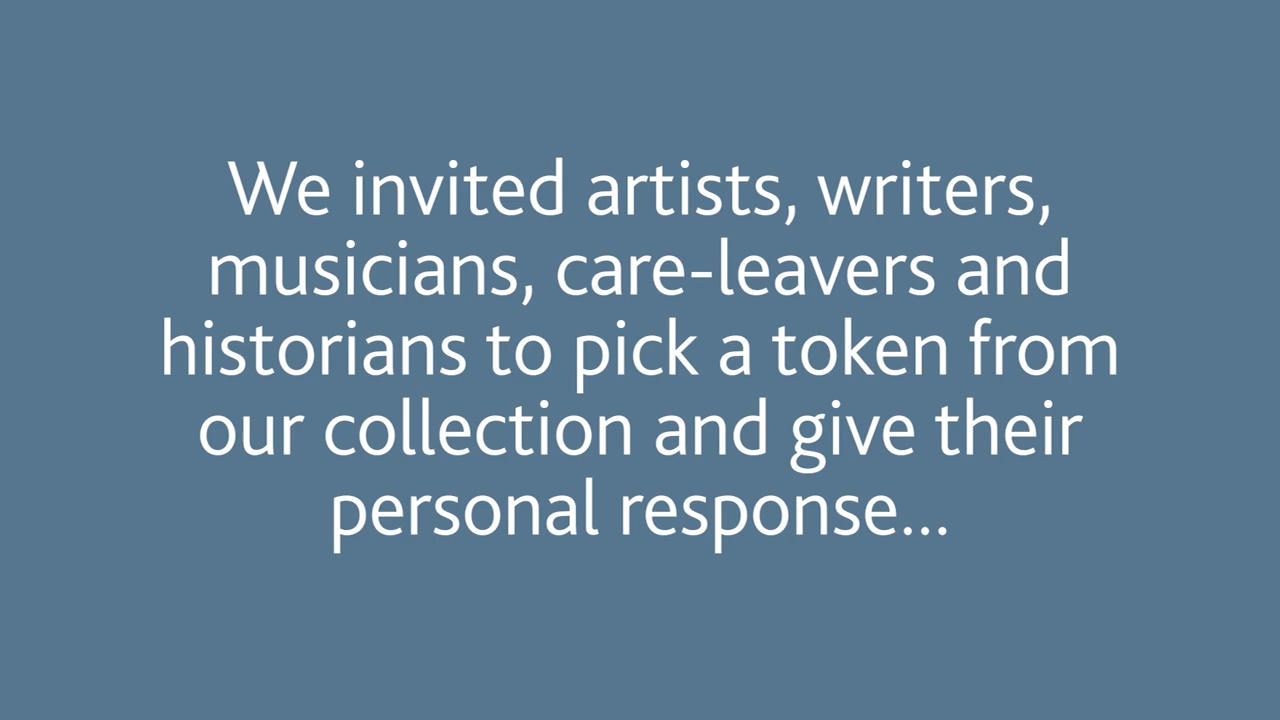 We invited artists, writers,
musicians, care-leavers and
historians to pick a token from
our collection and give their
personal response...